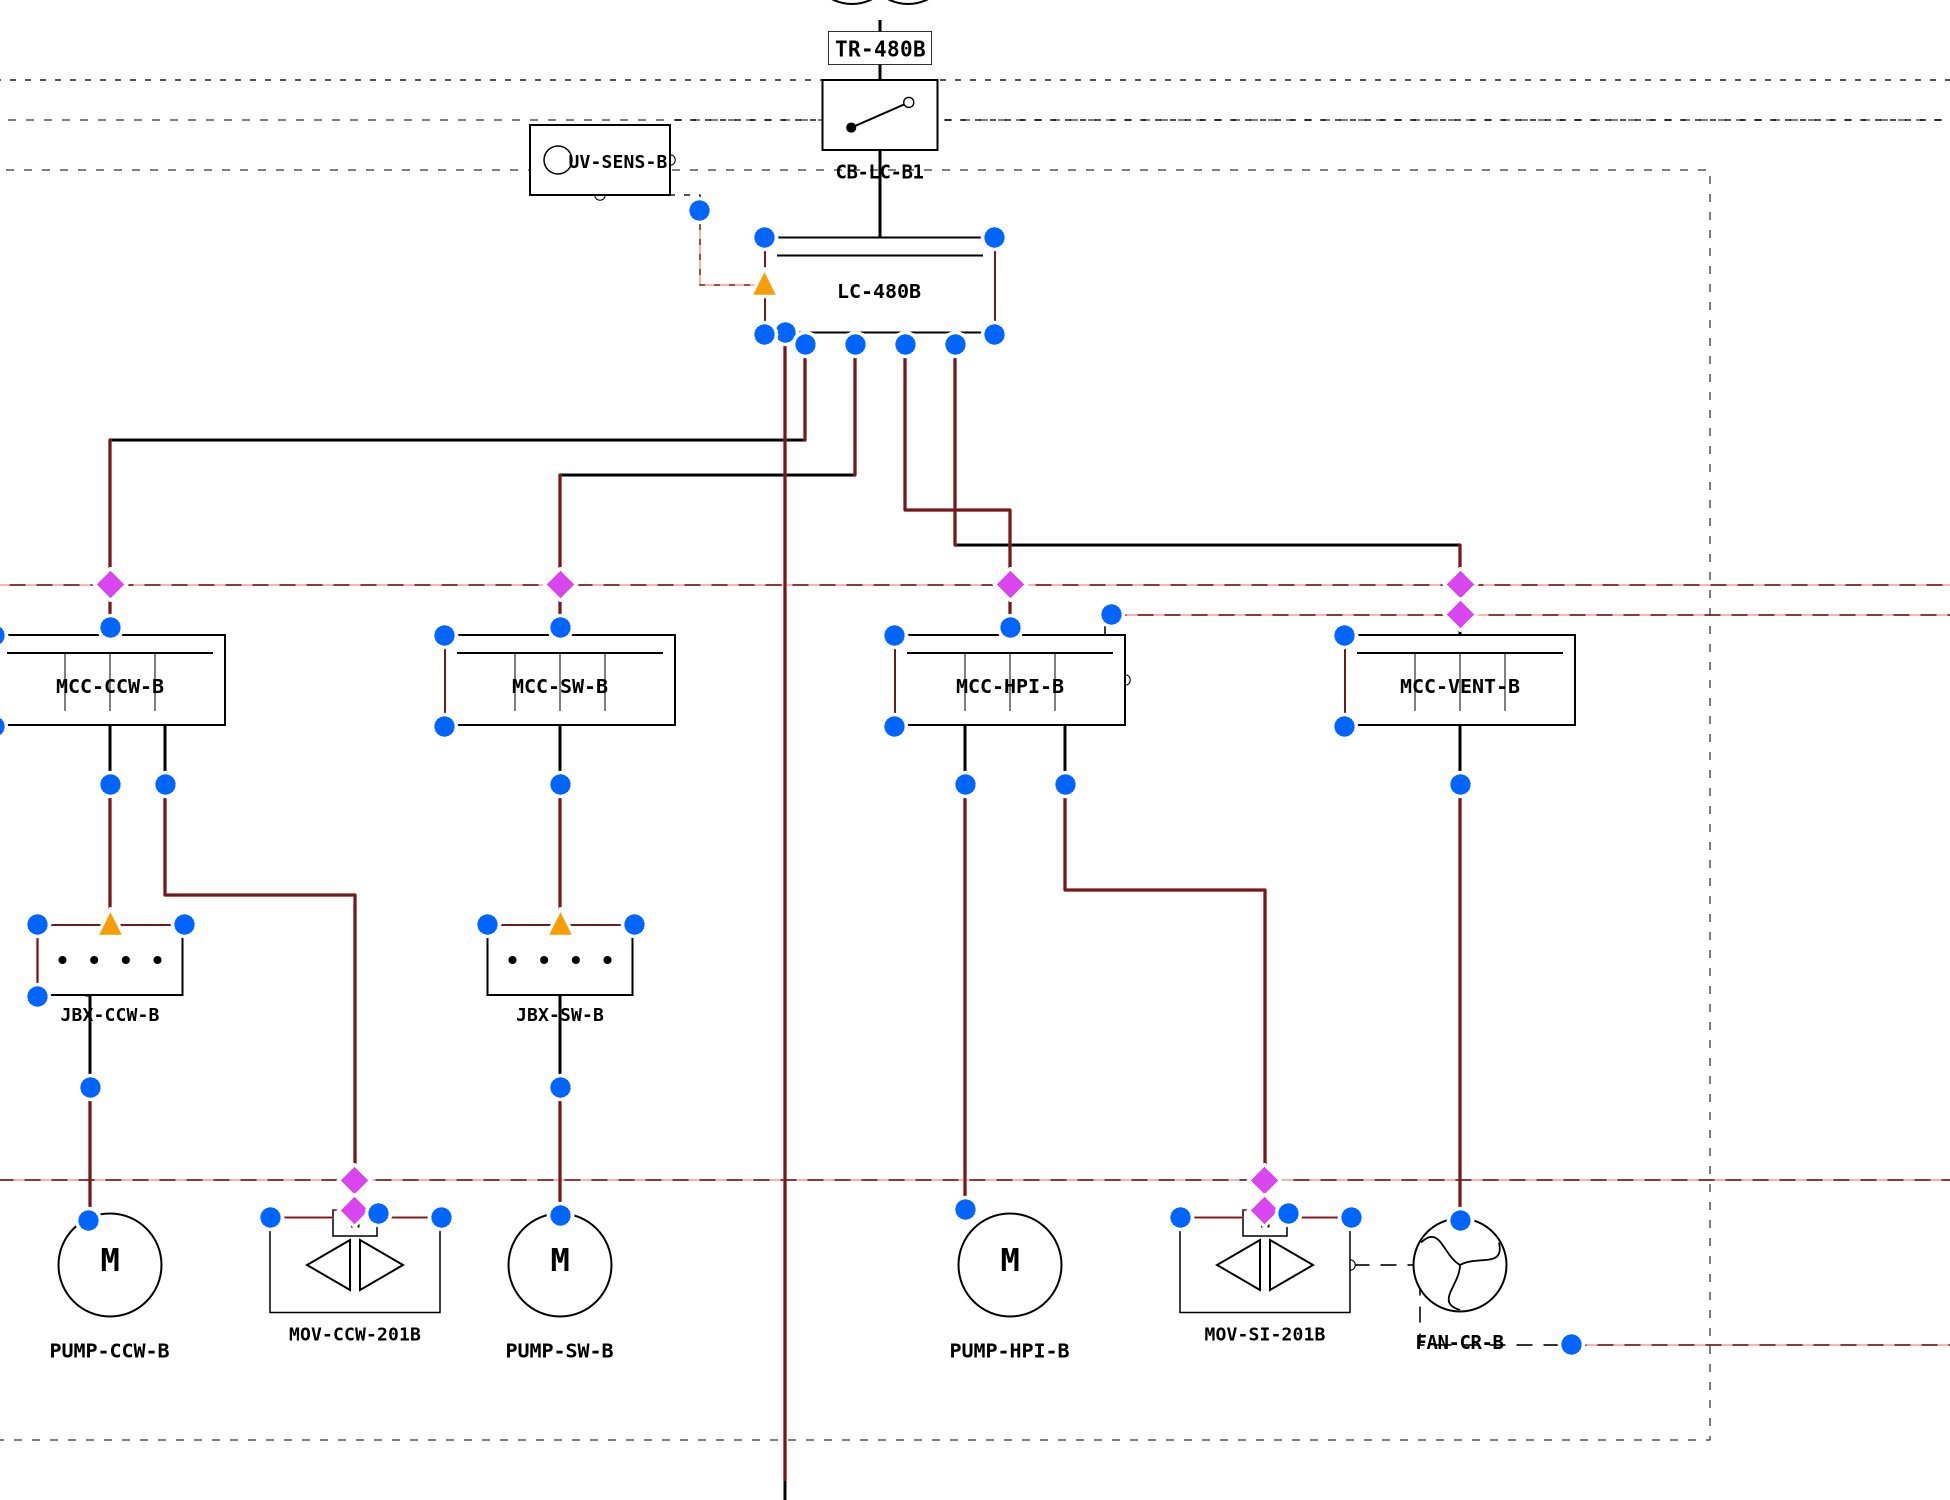 TR-480B
UV-SENS-B
CB-LC-B1
LC-480B
MCC-CCW-B
MCC-SW-B
MCC-HPI-B
MCC-VENT-B
JBX-CCW-B
JBX-SW-B
M
M
M
MOV-CCW-201B
MOV-SI-201B
FAN-CR-B
PUMP-CCW-B
PUMP-SW-B
PUMP-HPI-B